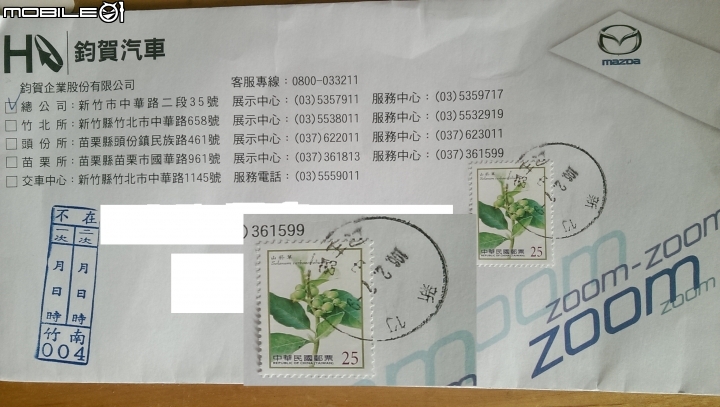 mobile01
H 鈞賀汽車
mazda
鈞賀企業股份有限公司 客服專線：0800-033211
總公司：新竹市中華路二段35號 展示中心：(03)5357911 服務中心：(03)5359717
竹北所：新竹縣竹北市中華路658號 展示中心：(03)5538011 服務中心：(03)5532919
頭份所：苗栗縣頭份鎮民族路461號 展示中心：(037)622011 服務中心：(037)623011
苗栗所：苗栗縣苗栗市國華路961號 展示中心：(037)361813 服務中心：(037)361599
交車中心：新竹縣竹北市中華路1145號 服務電話：(03)5559011
不在
一次 二次
月 月
日 日
時 時
竹南
004
)361599
中華民國郵票
REPUBLIC OF CHINA (TAIWAN)
25
新竹
中華民國郵票
25
新竹
zoom-zoom
zoom
zoom